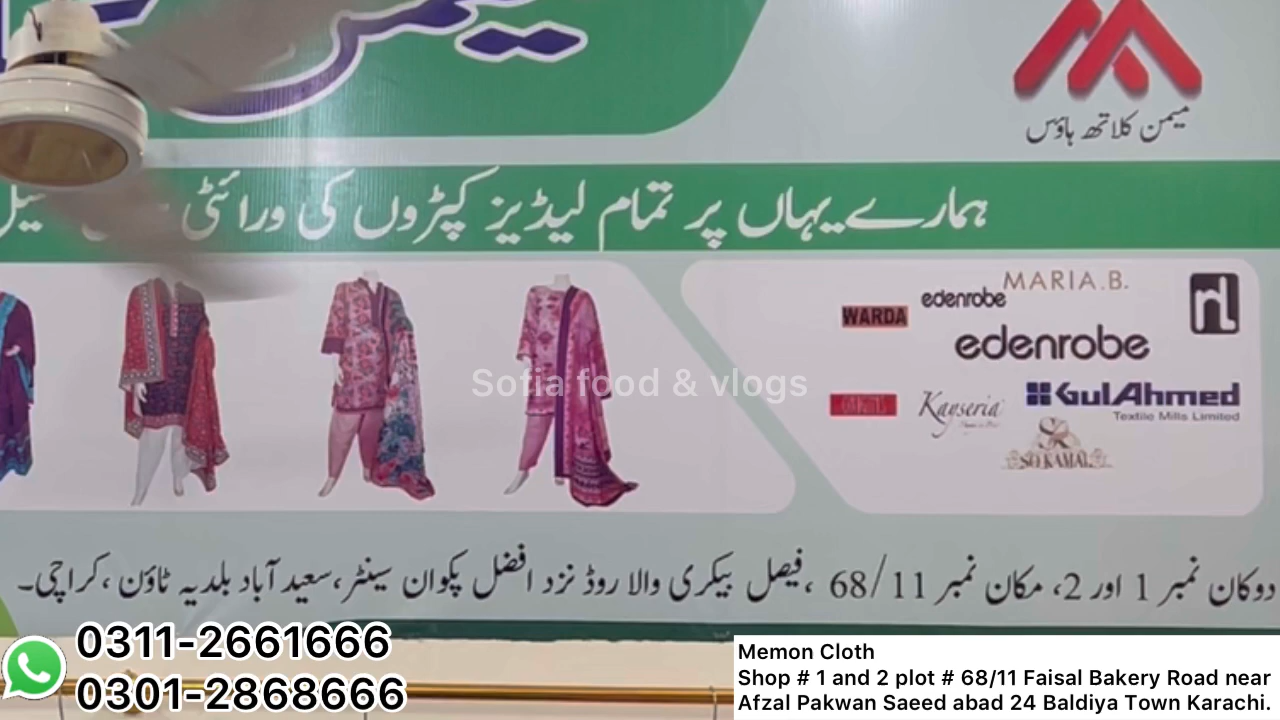 میمن
میمن کلاتھ ہاؤس
ہمارے یہاں پر تمام لیڈیز کپڑوں کی ورائٹی
MARIA.B.
edenrobe
WARDA
edenrobe
GulAhmed
Textile Mills Limited
Kayseria
SO KAMAL
Sofia food & vlogs
دوکان نمبر 1 اور 2، مکان نمبر 68/11 ،فیصل بیکری والا روڈ نزد افضل پکوان سینٹر،سعید آباد بلدیہ ٹاؤن ،کراچی۔
0311-2661666
0301-2868666
Memon Cloth
Shop # 1 and 2 plot # 68/11 Faisal Bakery Road near
Afzal Pakwan Saeed abad 24 Baldiya Town Karachi.